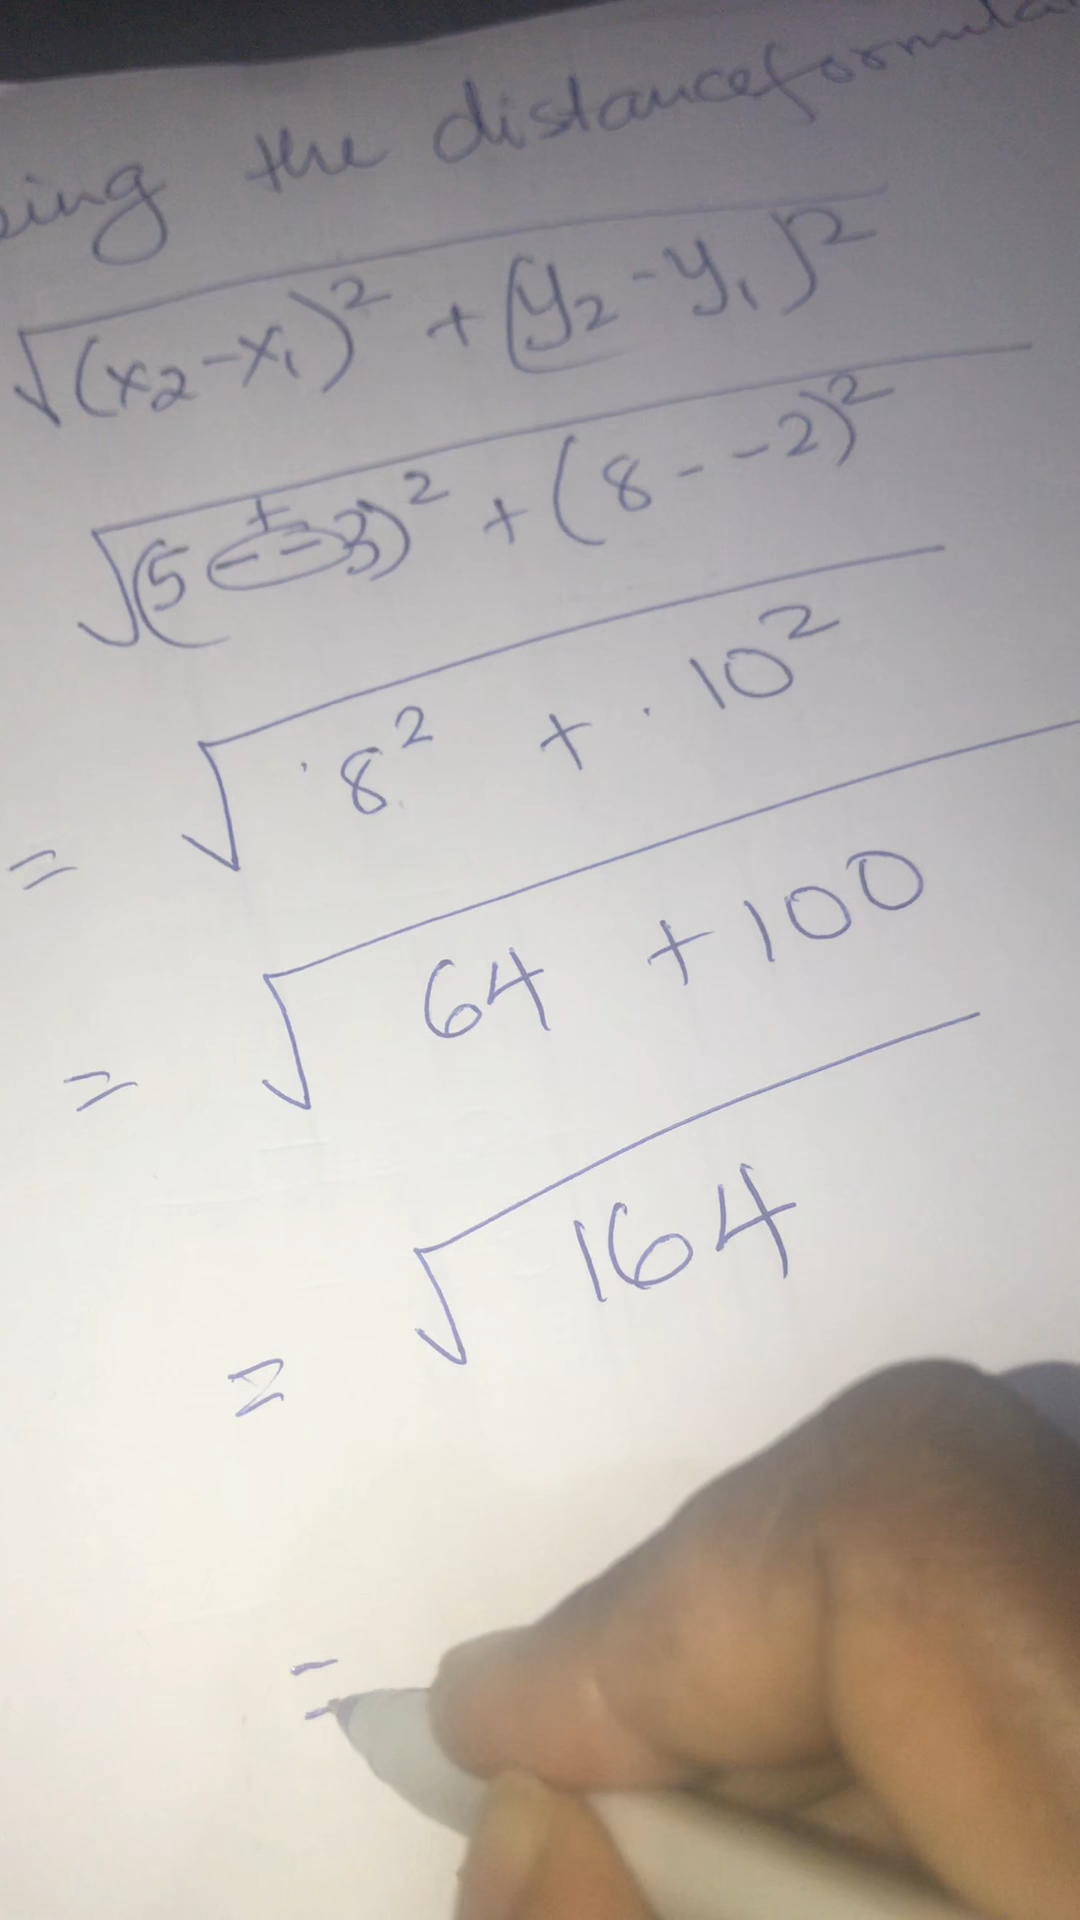 the distance formula
√(x₂-x₁)² + (y₂-y₁)²
√(5 - -3)² + (8 - -2)²
+
= √8² + 10²
= √64 + 100
= √164
=